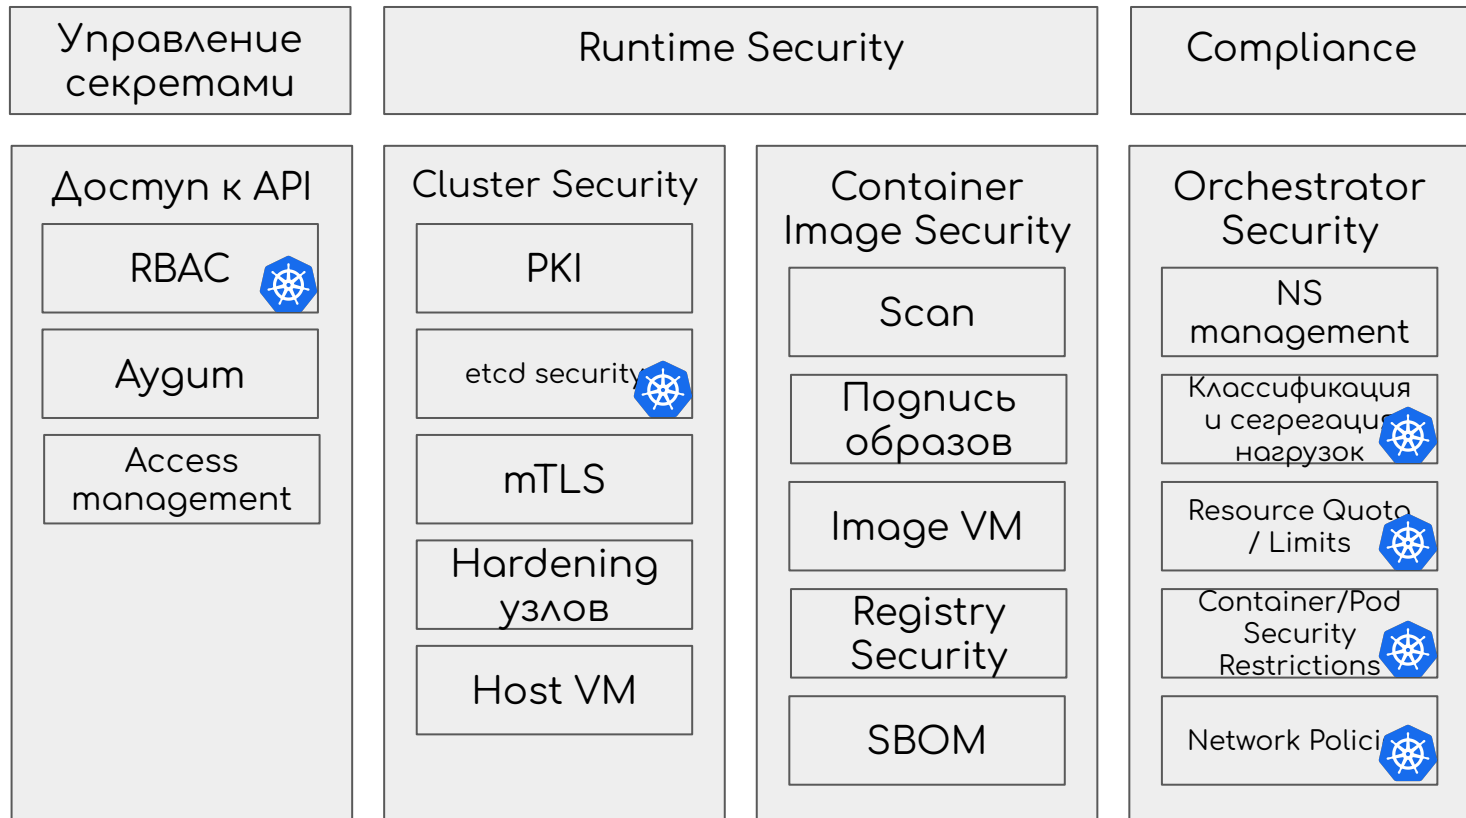 Управление
секретами
Runtime Security
Compliance
Доступ к API
RBAC
Аудит
Access
management
Cluster Security
PKI
etcd security
mTLS
Hardening
узлов
Host VM
Container
Image Security
Scan
Подпись
образов
Image VM
Registry
Security
SBOM
Orchestrator
Security
NS
management
Классификация
и сегрегация
нагрузок
Resource Quota
/ Limits
Container/Pod
Security
Restrictions
Network